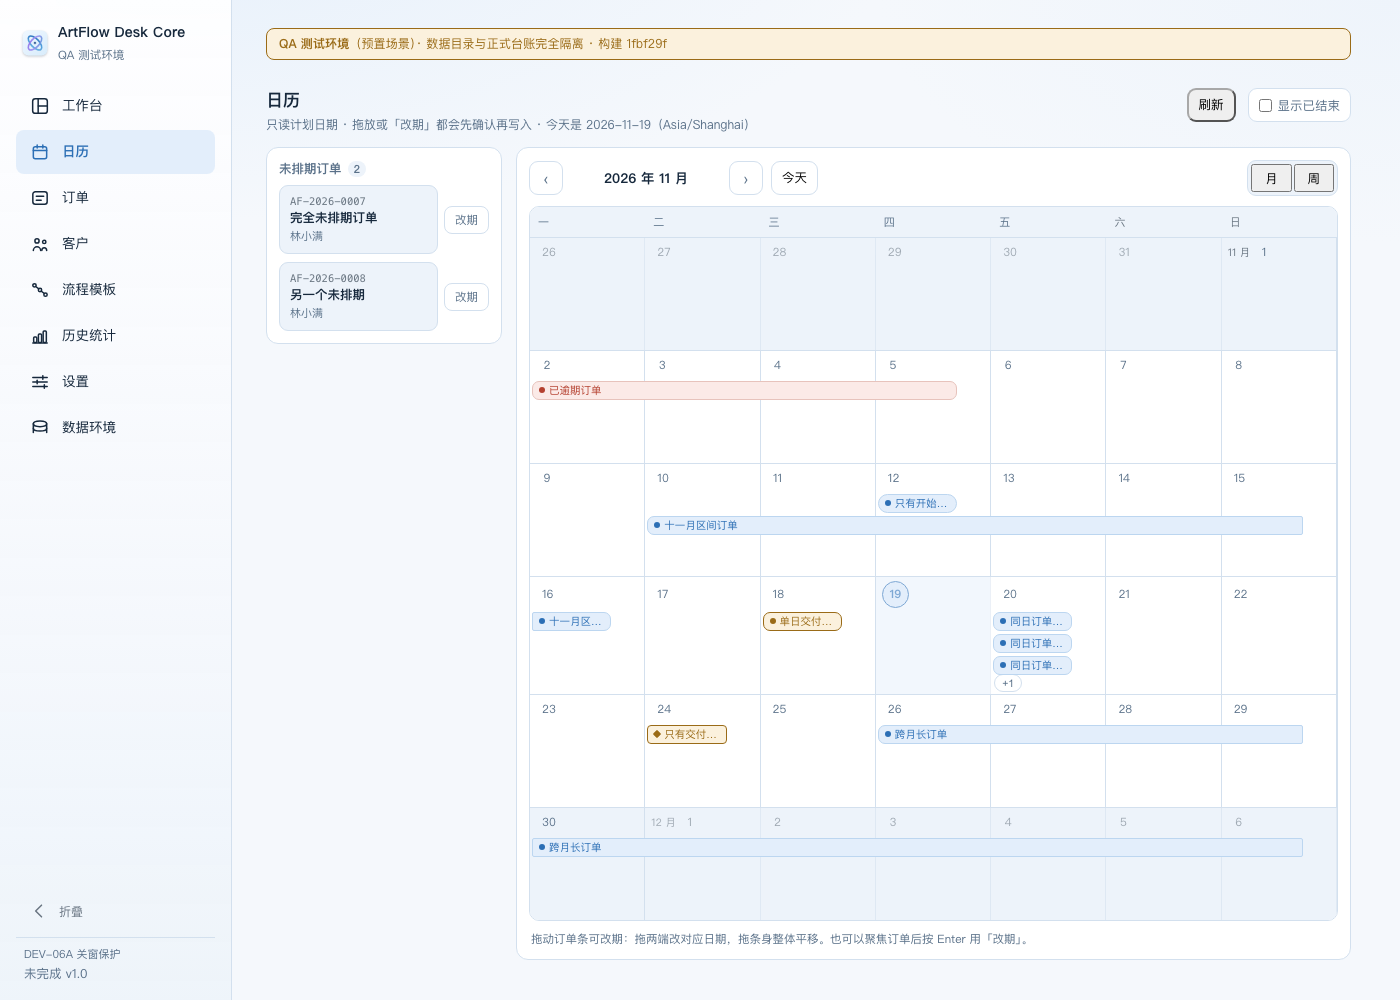 ArtFlow Desk Core
QA 测试环境
工作台
日历
订单
客户
流程模板
历史统计
设置
数据环境
折叠
DEV-06A 关窗保护
未完成 v1.0
QA 测试环境（预置场景）· 数据目录与正式台账完全隔离 · 构建 1fbf29f
日历
只读计划日期 · 拖放或「改期」都会先确认再写入 · 今天是 2026-11-19（Asia/Shanghai）
刷新
显示已结束
未排期订单 2
AF-2026-0007
完全未排期订单
林小满
改期
AF-2026-0008
另一个未排期
林小满
改期
‹ 2026 年 11 月 › 今天
月 周
一 二 三 四 五 六 日
26 27 28 29 30 31 11 月 1
2 3 4 5 6 7 8
已逾期订单
9 10 11 12 13 14 15
只有开始…
十一月区间订单
16 17 18 19 20 21 22
十一月区… 单日交付… 同日订单…
同日订单…
同日订单…
+1
23 24 25 26 27 28 29
只有交付… 跨月长订单
30 12 月 1 2 3 4 5 6
跨月长订单
拖动订单条可改期：拖两端改对应日期，拖条身整体平移。也可以聚焦订单后按 Enter 用「改期」。